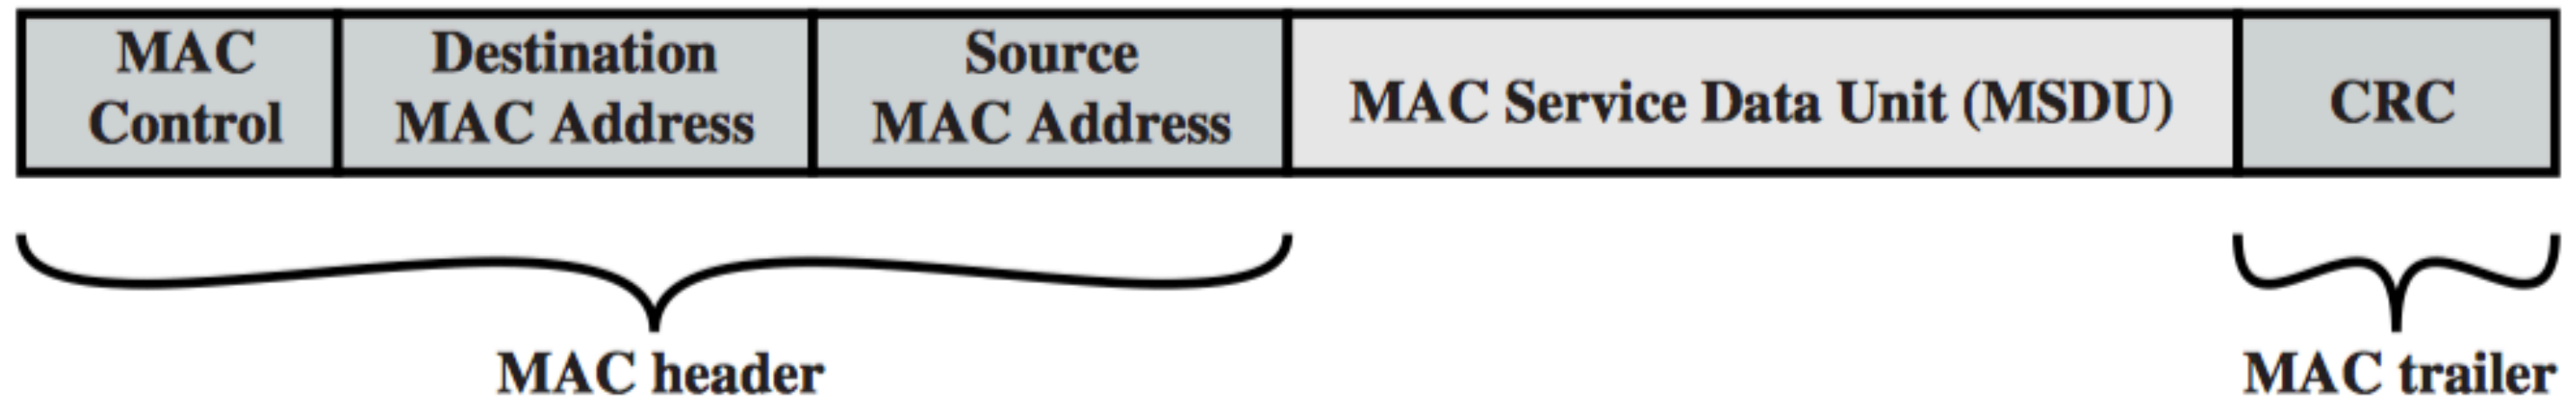 MAC
Control
Destination
MAC Address
Source
MAC Address
MAC Service Data Unit (MSDU)
CRC
MAC header
MAC trailer